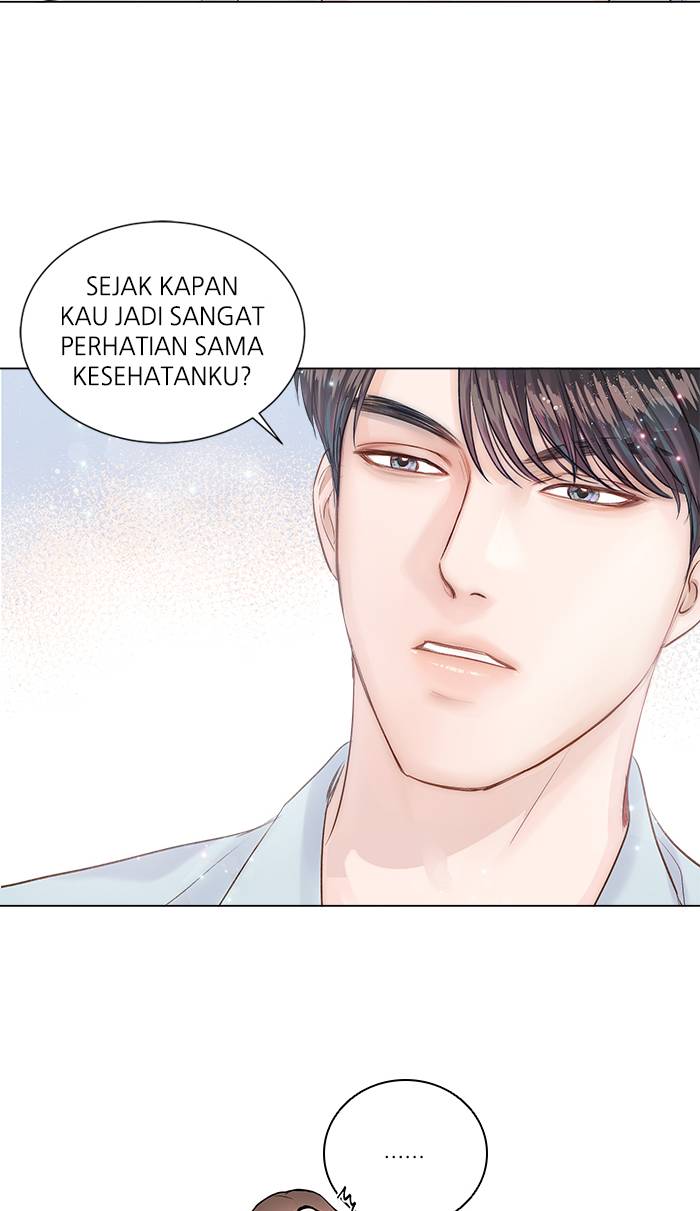 SEJAK KAPAN
KAU JADI SANGAT
PERHATIAN SAMA
KESEHATANKU?
......